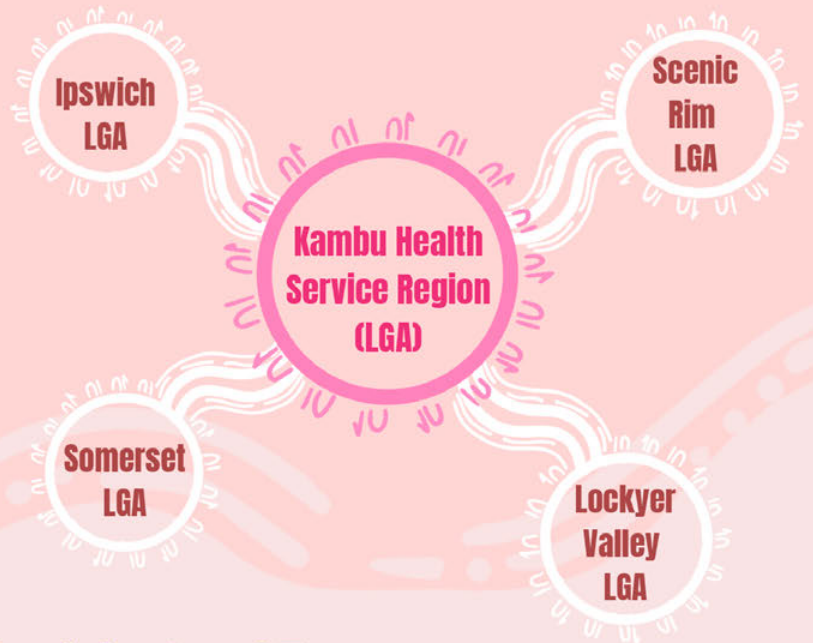 Ipswich
LGA
Scenic
Rim
LGA
Kambu Health
Service Region
(LGA)
Somerset
LGA
Lockyer
Valley
LGA